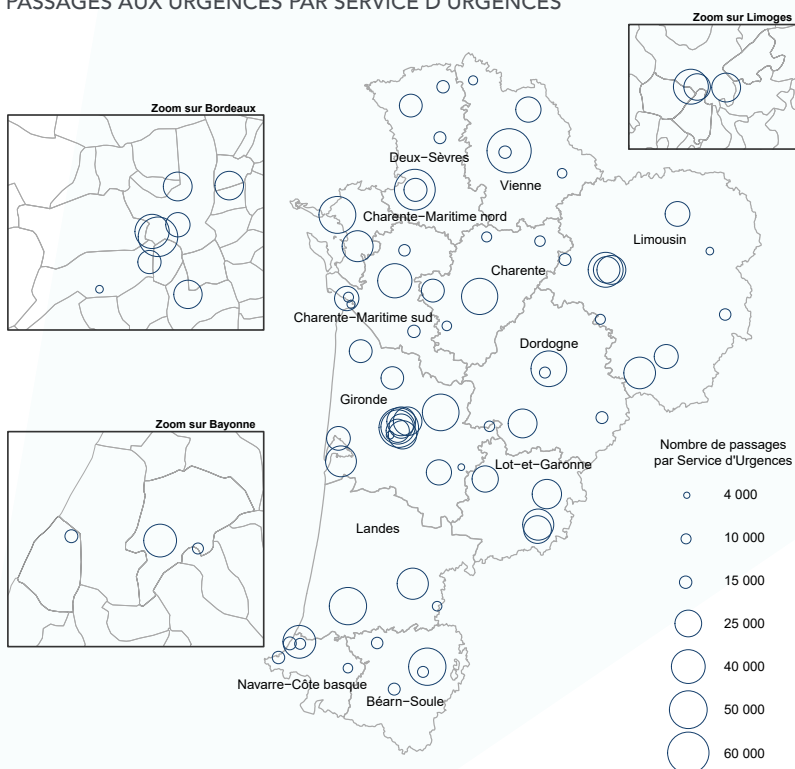 PASSAGES AUX URGENCES PAR SERVICE D'URGENCES
Zoom sur Limoges
Zoom sur Bordeaux
Deux−Sèvres
Vienne
Charente−Maritime nord
Limousin
Charente
Charente−Maritime sud
Dordogne
Gironde
Zoom sur Bayonne
Nombre de passages
par Service d'Urgences
Lot−et−Garonne
4 000
Landes
10 000
15 000
25 000
40 000
Navarre−Côte basque
Béarn−Soule
50 000
60 000